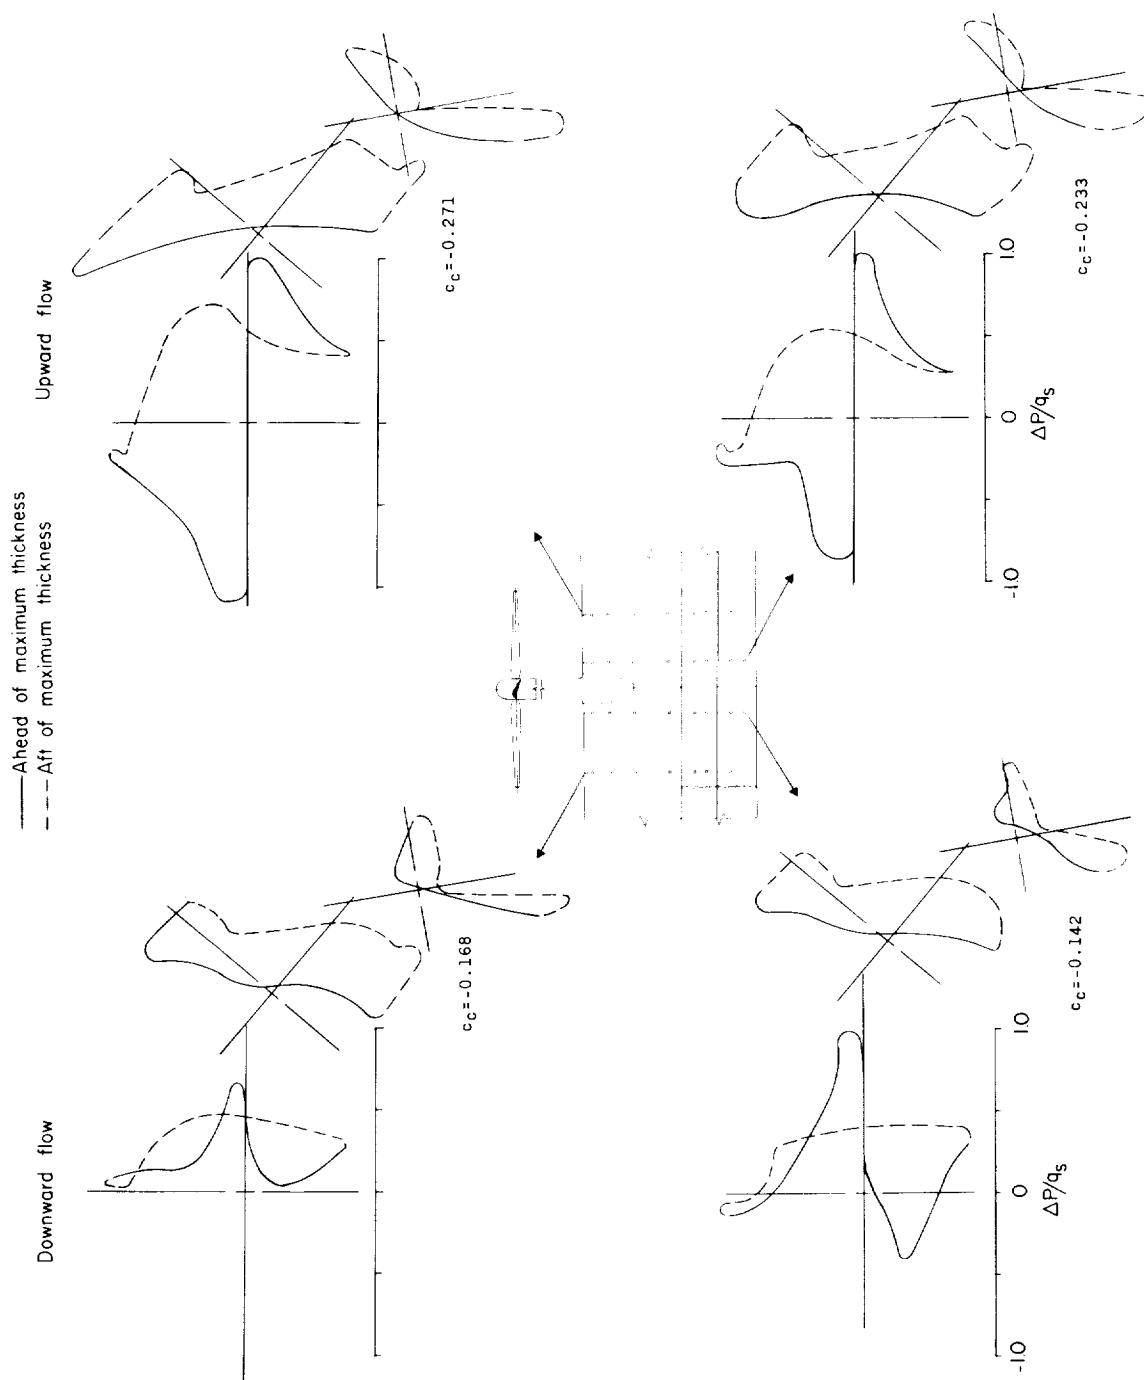 Ahead of maximum thickness
Aft of maximum thickness
Downward flow
Upward flow
c_c=-0.168
c_c=-0.271
c_c=-0.142
c_c=-0.233
-1.0
0
1.0
ΔP/q_s
-1.0
0
1.0
ΔP/q_s